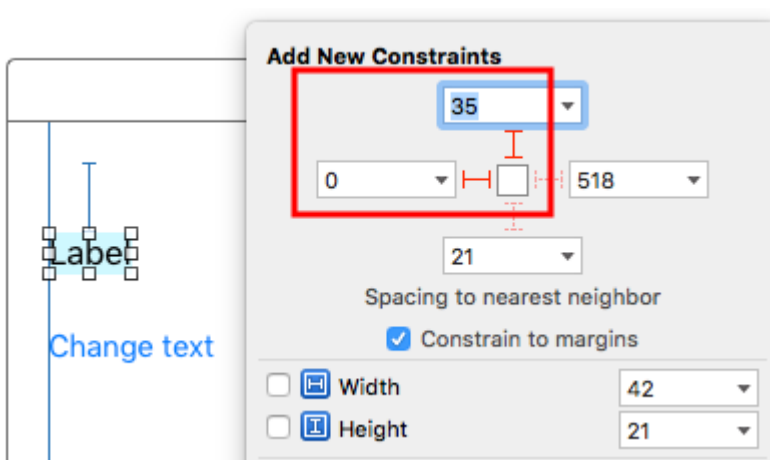 Add New Constraints
35
0
518
Label
21
Spacing to nearest neighbor
Change text
Constrain to margins
Width
42
Height
21